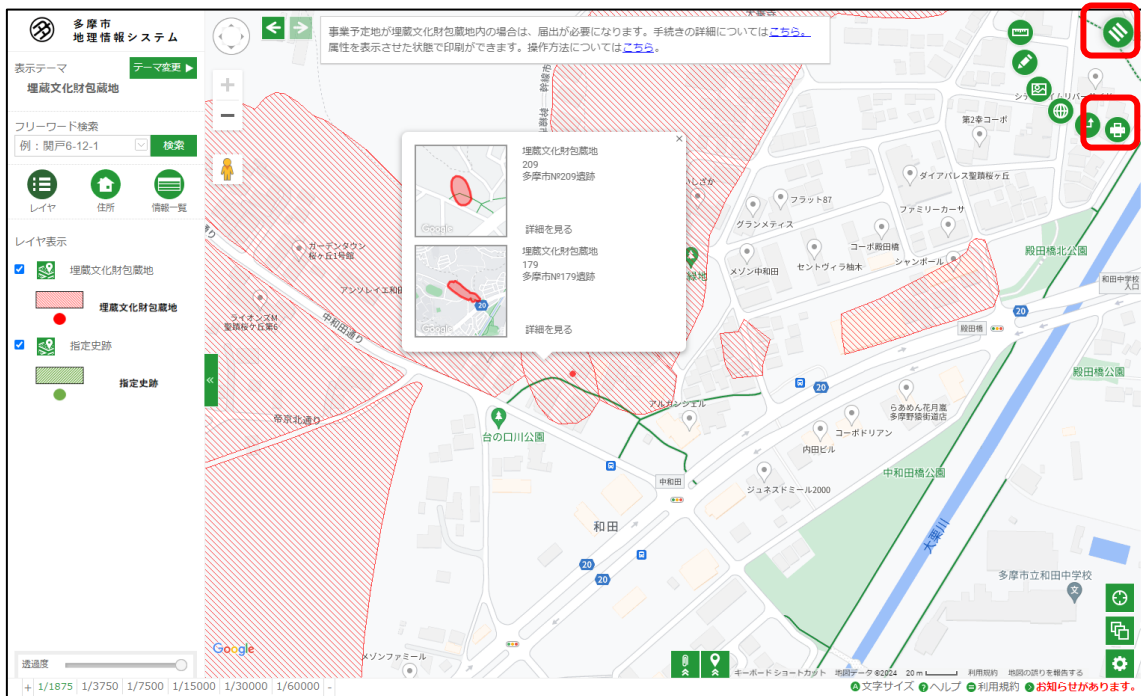 多摩市
地理情報システム
表示テーマ
テーマ変更 ▶
埋蔵文化財包蔵地
フリーワード検索
例：関戸6-12-1
検索
レイヤ
住所
情報一覧
レイヤ表示
埋蔵文化財包蔵地
埋蔵文化財包蔵地
指定史跡
指定史跡
透過度
+ 1/1875 1/3750 1/7500 1/15000 1/30000 1/60000 -
事業予定地が埋蔵文化財包蔵地内の場合は、届出が必要になります。手続きの詳細についてはこちら。
属性を表示させた状態で印刷ができます。操作方法についてはこちら。
埋蔵文化財包蔵地
209
多摩市№209遺跡
詳細を見る
Google
埋蔵文化財包蔵地
179
多摩市№179遺跡
20
詳細を見る
Google
第2幸コーポ
ダイアパレス聖蹟桜ヶ丘
フラット87
グランメティス
ファミリーカーサ
コーポ殿田橋
メゾン中和田
セントヴィラ柚木
シャンボール
殿田橋北公園
和田中学校
入口
20
殿田橋
殿田橋公園
ガーデンタウン
桜ヶ丘1号館
ライオンズM
聖蹟桜ケ丘第6
中和田通り
帝京北通り
台の口川公園
アルカンシェル
20
らあめん花月嵐
多摩野猿街道店
コーポドリアン
内田ビル
中和田橋公園
中和田
ジュネスドミール2000
和田
大栗川
20
20
多摩市立和田中学校
文
メゾンファミール
Google
キーボード ショートカット 地図データ ©2024 20 m 利用規約 地図の誤りを報告する
文字サイズ ヘルプ 利用規約 お知らせがあります。